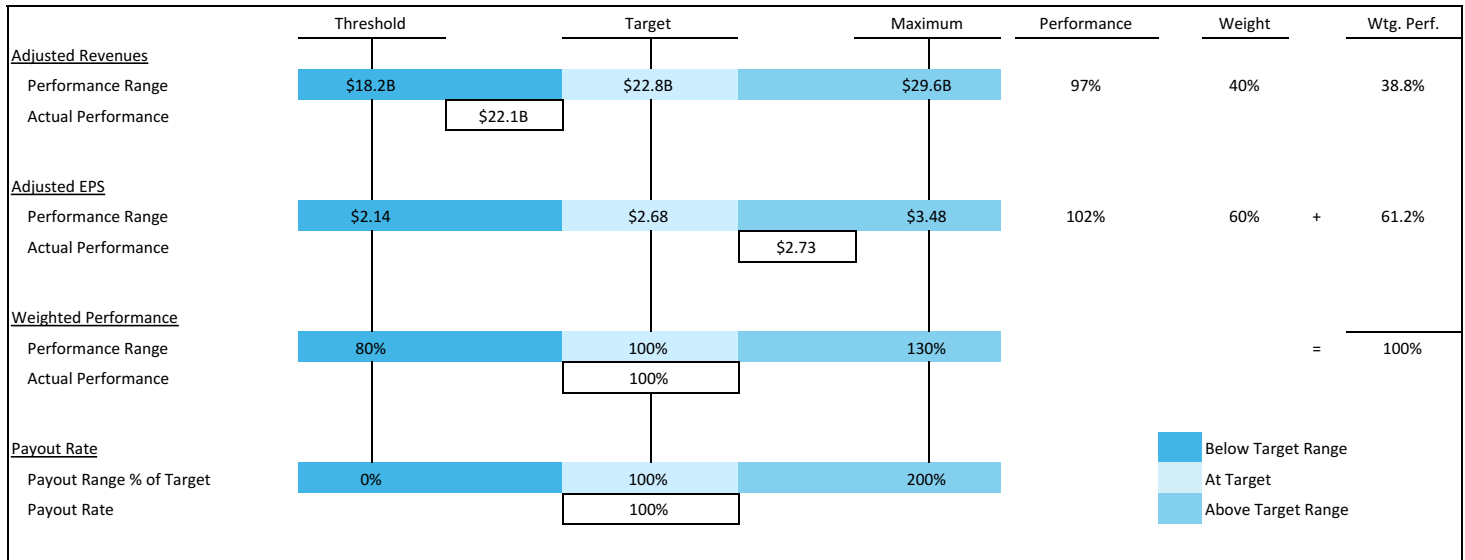 Threshold Target Maximum Performance Weight Wtg. Perf.
Adjusted Revenues
Performance Range $18.2B $22.8B $29.6B 97% 40% 38.8%
Actual Performance $22.1B
Adjusted EPS
Performance Range $2.14 $2.68 $3.48 102% 60% + 61.2%
Actual Performance $2.73
Weighted Performance
Performance Range 80% 100% 130% = 100%
Actual Performance 100%
Payout Rate
Below Target Range
Payout Range % of Target 0% 100% 200% At Target
Payout Rate 100% Above Target Range